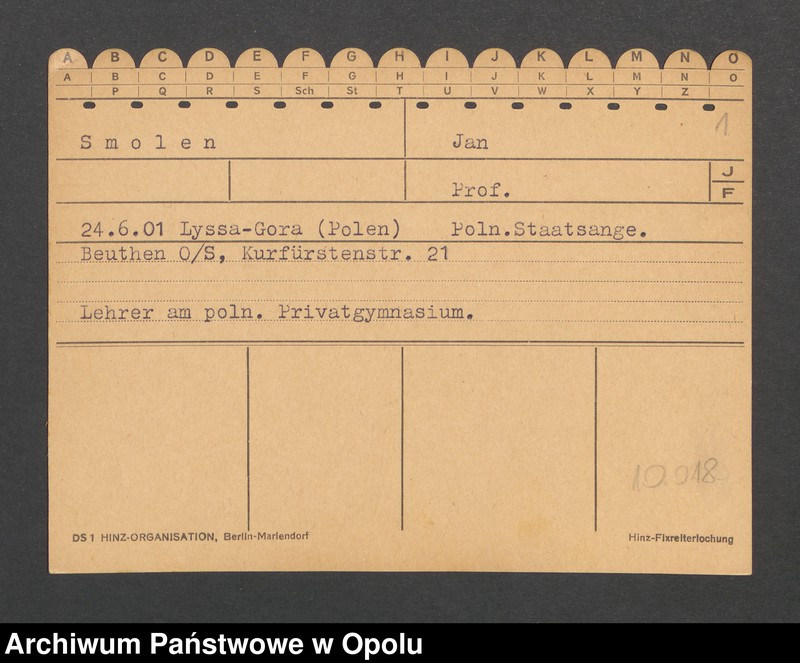 A B C D E F G H I J K L M N O
A B C D E F G H I J K L M N O
P Q R S Sch St T U V W X Y Z
1
Smolen Jan
J
Prof.
F
24.6.01 Lyssa-Gora (Polen) Poln.Staatsange.
Beuthen O/S, Kurfürstenstr. 21
Lehrer am poln. Privatgymnasium.
10.018
DS 1 HINZ-ORGANISATION, Berlin-Mariendorf Hinz-Fixreiterlochung
Archiwum Państwowe w Opolu